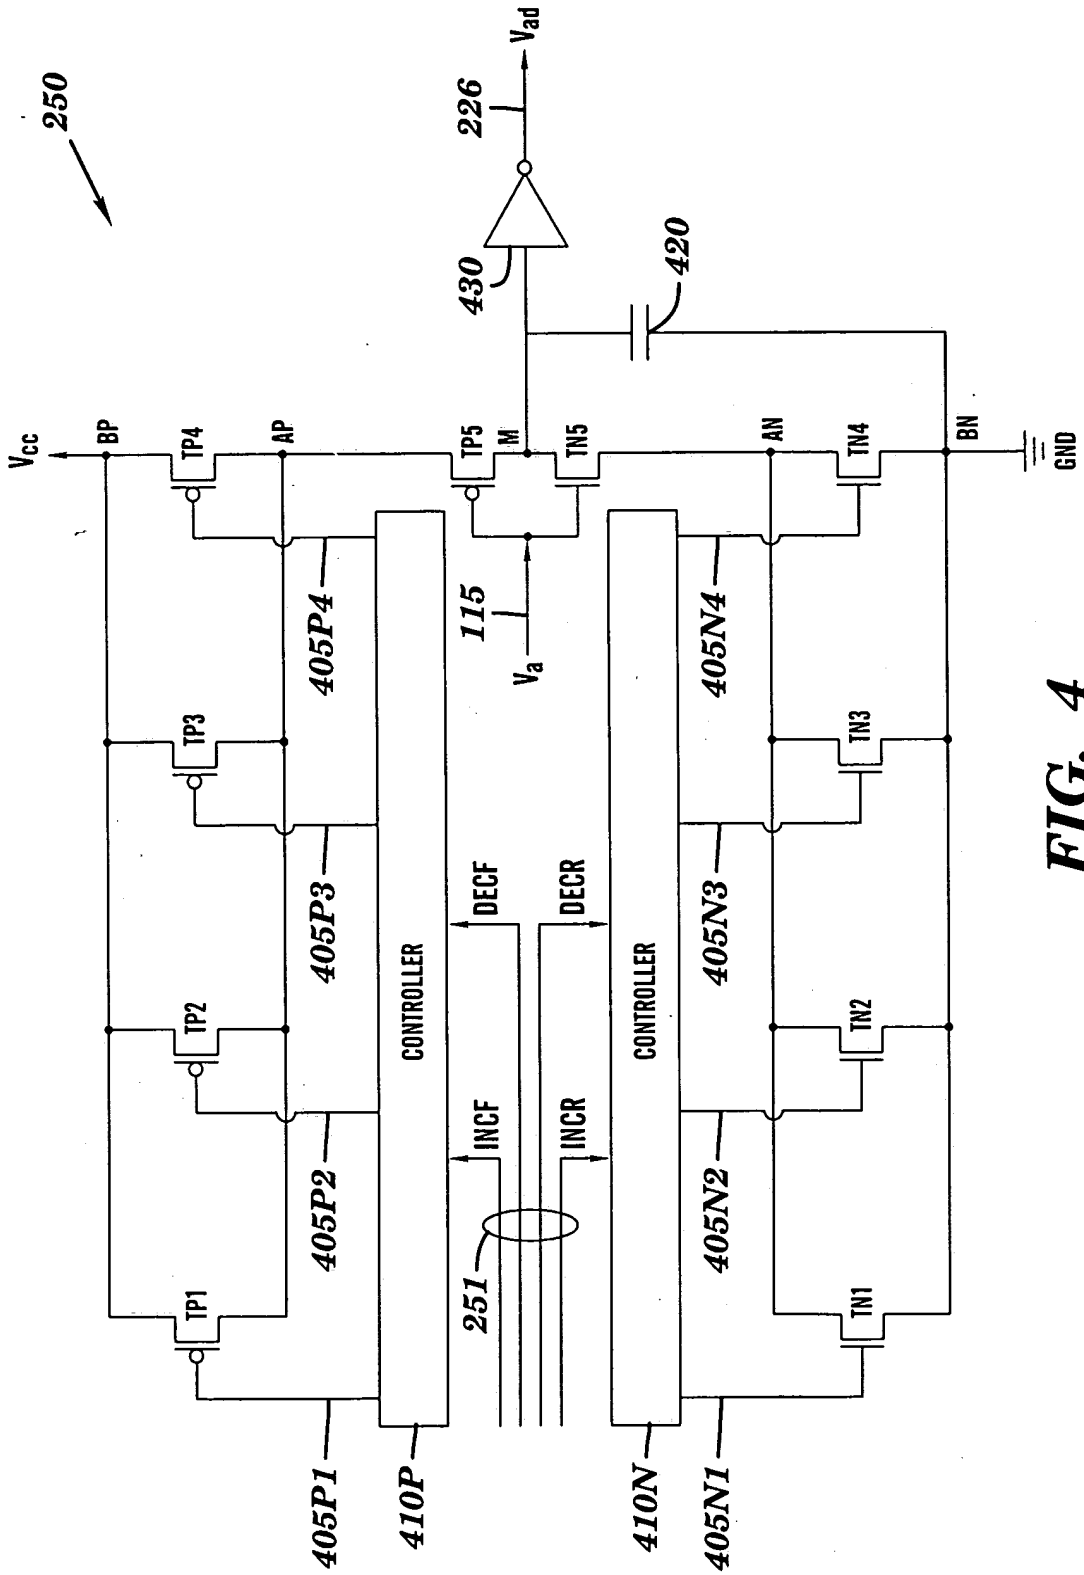 250
Vcc
BP
TP4
AP
TP3
TP2
TP1
405P4
405P3
405P2
405P1
410P
CONTROLLER
TP5
M
TN5
430
226
Vad
420
115
Va
DECF
DECR
INCF
INCR
251
CONTROLLER
410N
405N4
405N3
405N2
405N1
AN
TN4
TN3
TN2
TN1
BN
GND
FIG. 4